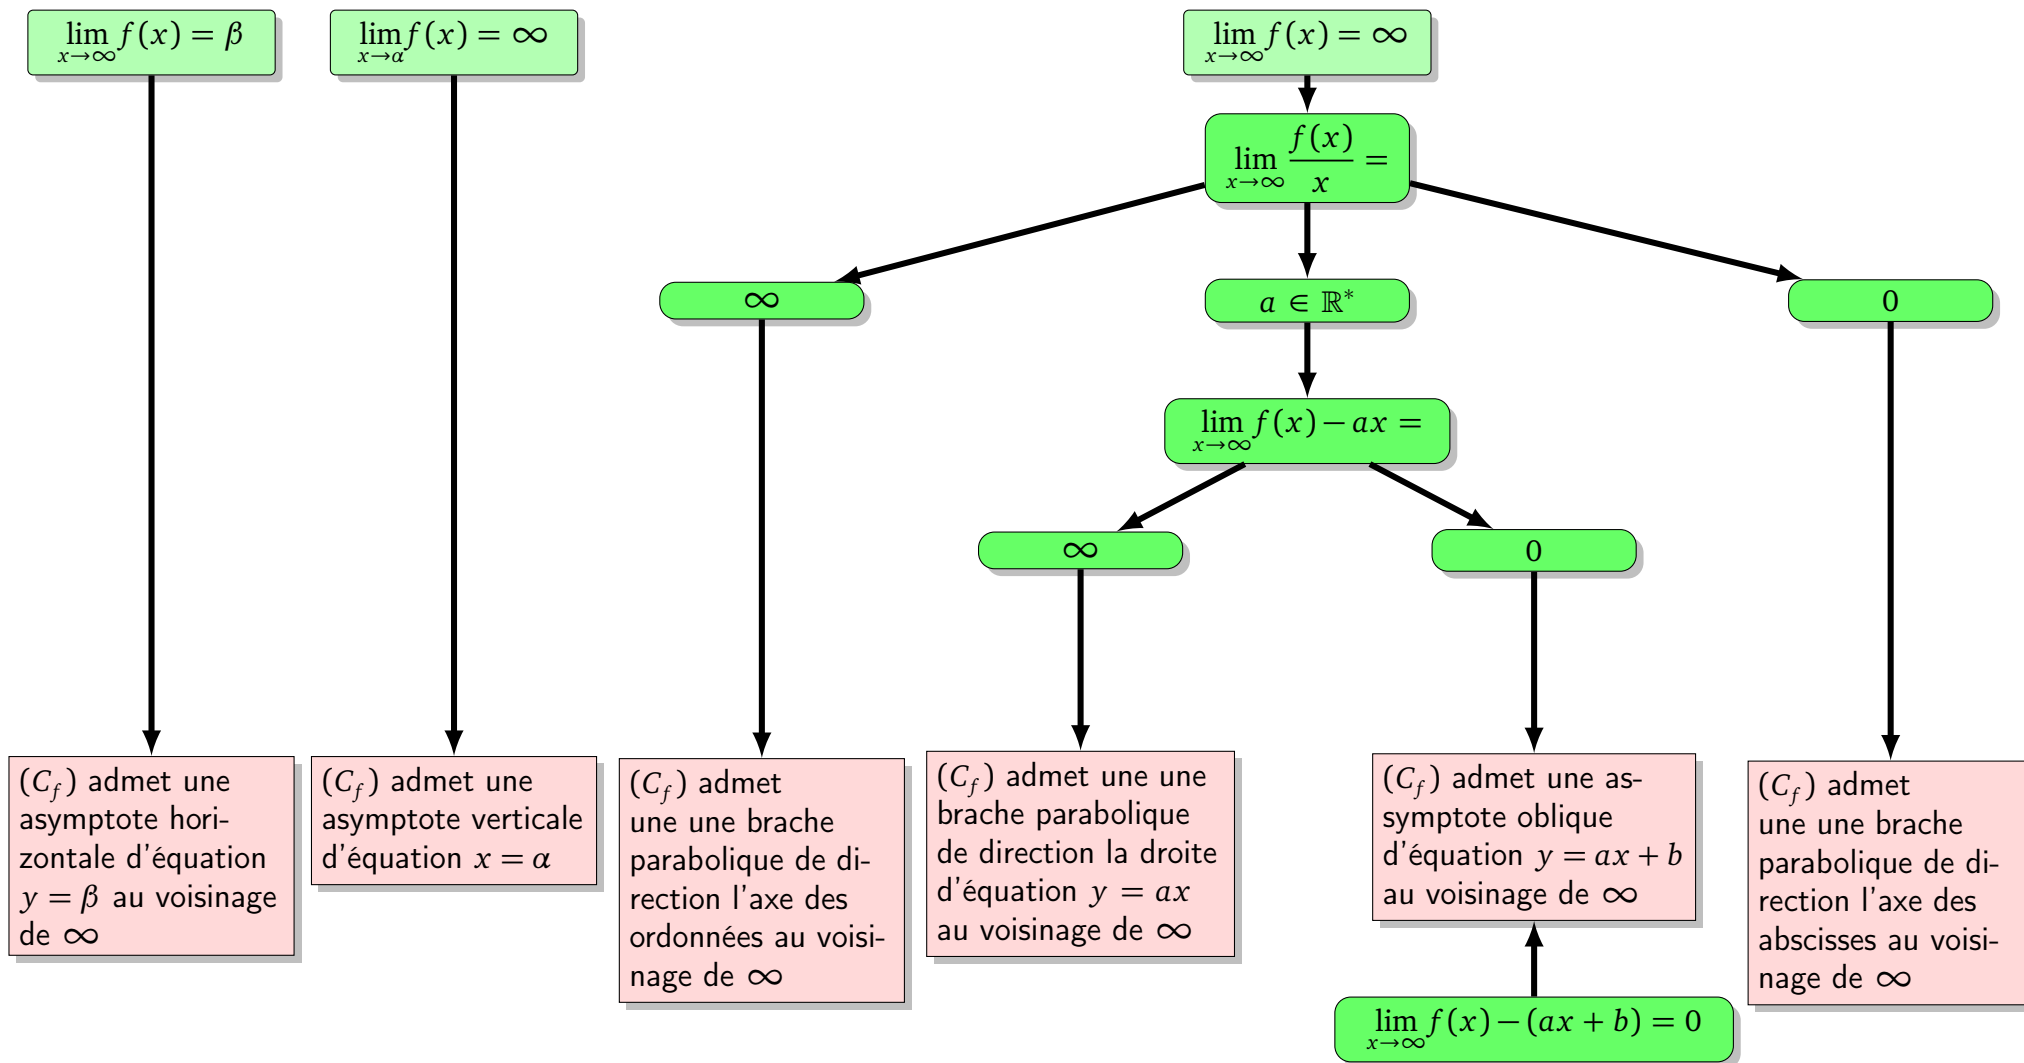 lim x→∞ f(x) = β
lim x→α f(x) = ∞
lim x→∞ f(x) = ∞
lim x→∞ f(x)/x =
∞
a ∈ ℝ*
0
lim x→∞ f(x) − ax =
∞
0
(C_f) admet une
asymptote hori-
zontale d'équation
y = β au voisinage
de ∞
(C_f) admet une
asymptote verticale
d'équation x = α
(C_f) admet
une une brache
parabolique de di-
rection l'axe des
ordonnées au voisi-
nage de ∞
(C_f) admet une une
brache parabolique
de direction la droite
d'équation y = ax
au voisinage de ∞
(C_f) admet une as-
symptote oblique
d'équation y = ax + b
au voisinage de ∞
(C_f) admet
une une brache
parabolique de di-
rection l'axe des
abscisses au voisi-
nage de ∞
lim x→∞ f(x) − (ax + b) = 0